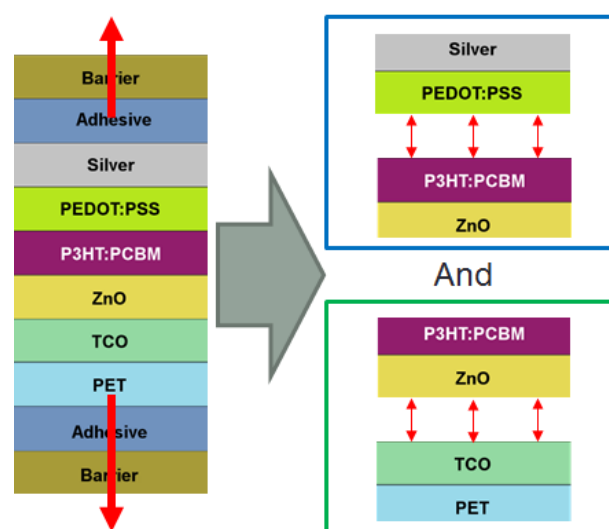 Barrier
Adhesive
Silver
PEDOT:PSS
P3HT:PCBM
ZnO
TCO
PET
Adhesive
Barrier
Silver
PEDOT:PSS
P3HT:PCBM
ZnO
And
P3HT:PCBM
ZnO
TCO
PET